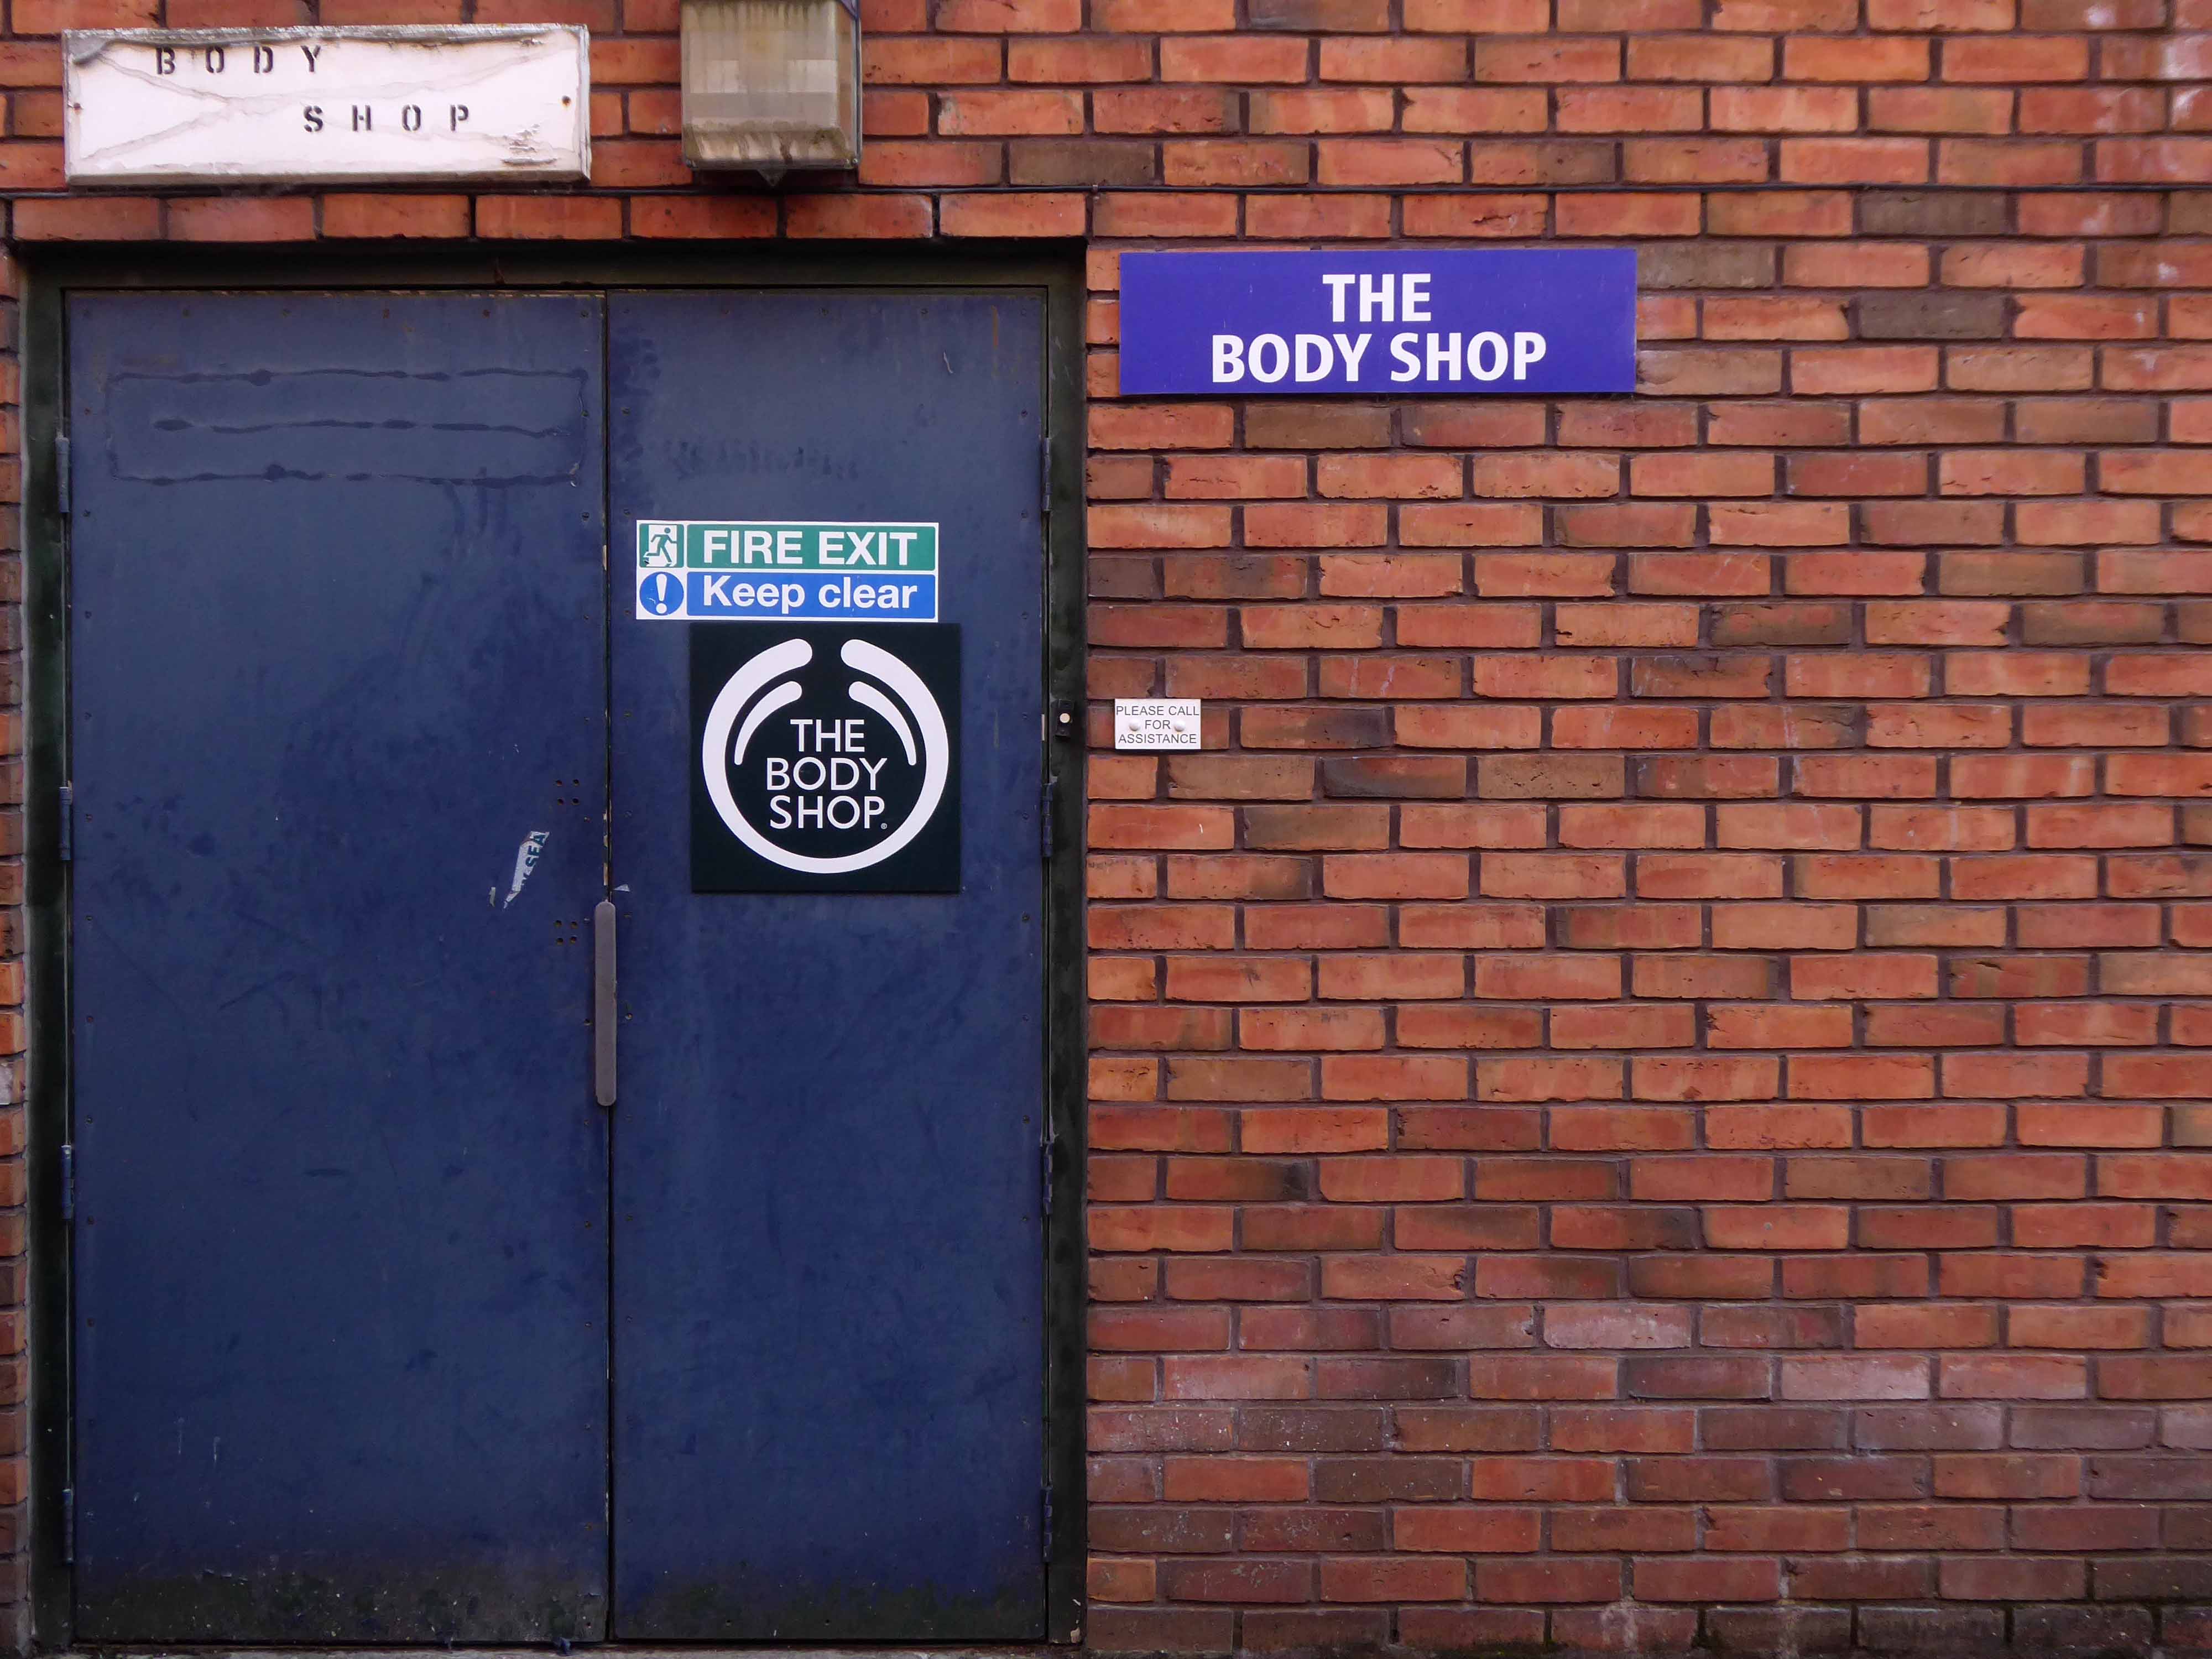 BODY
SHOP
THE
BODY SHOP
FIRE EXIT
Keep clear
THE
BODY
SHOP.
PLEASE CALL
FOR
ASSISTANCE